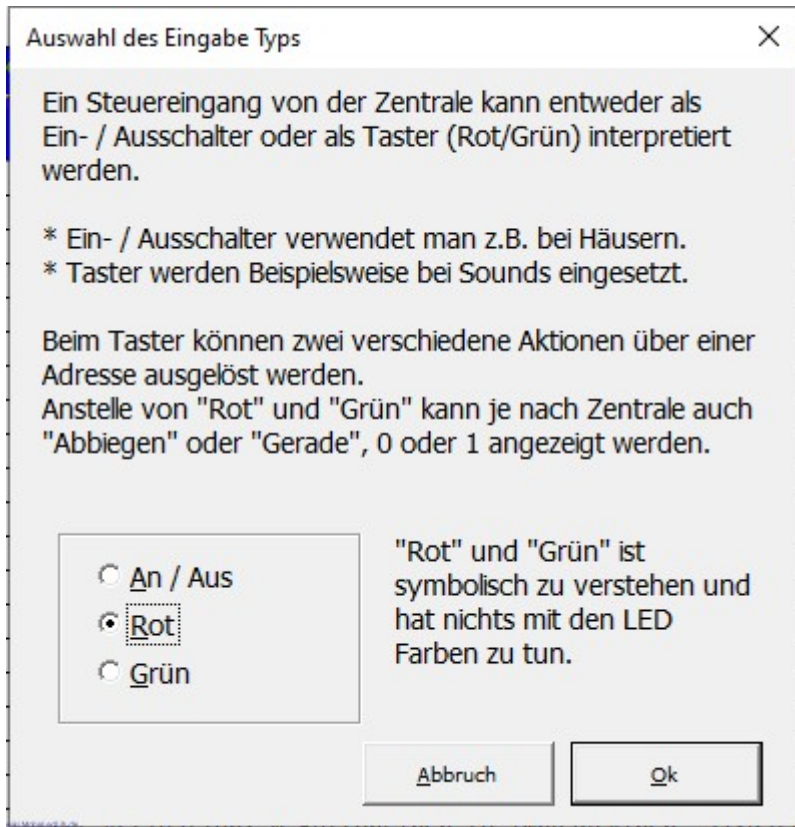 Auswahl des Eingabe Typs
Ein Steuereingang von der Zentrale kann entweder als
Ein- / Ausschalter oder als Taster (Rot/Grün) interpretiert
werden.
* Ein- / Ausschalter verwendet man z.B. bei Häusern.
* Taster werden Beispielsweise bei Sounds eingesetzt.
Beim Taster können zwei verschiedene Aktionen über einer
Adresse ausgelöst werden.
Anstelle von "Rot" und "Grün" kann je nach Zentrale auch
"Abbiegen" oder "Gerade", 0 oder 1 angezeigt werden.
An / Aus
Rot
Grün
"Rot" und "Grün" ist
symbolisch zu verstehen und
hat nichts mit den LED
Farben zu tun.
Abbruch
Ok